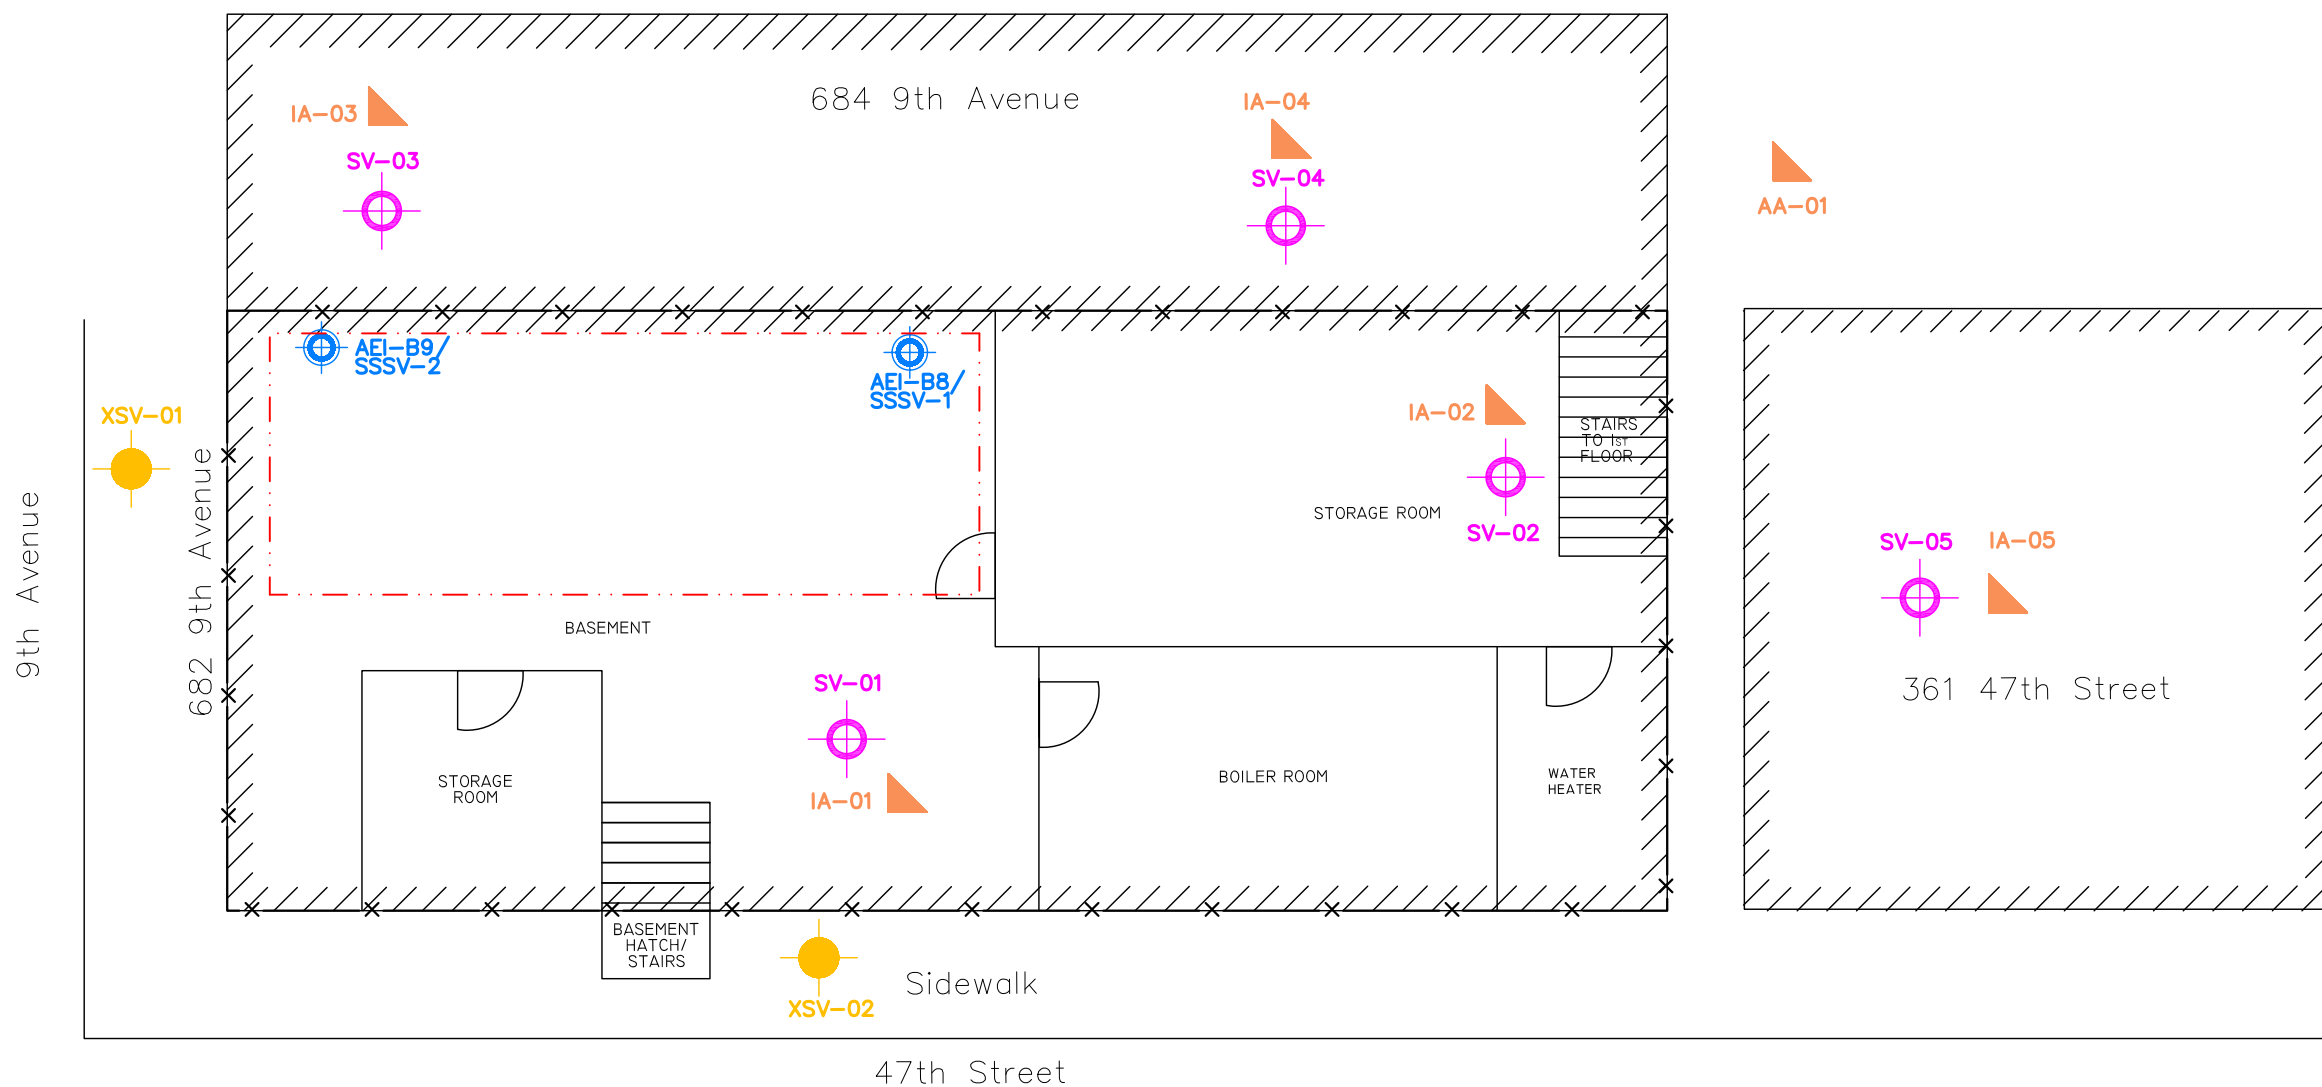 684 9th Avenue
IA-03
SV-03
IA-04
SV-04
AA-01
AEI-B9/
SSSV-2
AEI-B8/
SSSV-1
XSV-01
9th Avenue
682 9th Avenue
IA-02
STAIRS
TO 1ST
FLOOR
STORAGE ROOM
SV-02
SV-05
IA-05
361 47th Street
BASEMENT
SV-01
IA-01
STORAGE
ROOM
BOILER ROOM
WATER
HEATER
BASEMENT
HATCH/
STAIRS
XSV-02
Sidewalk
47th Street